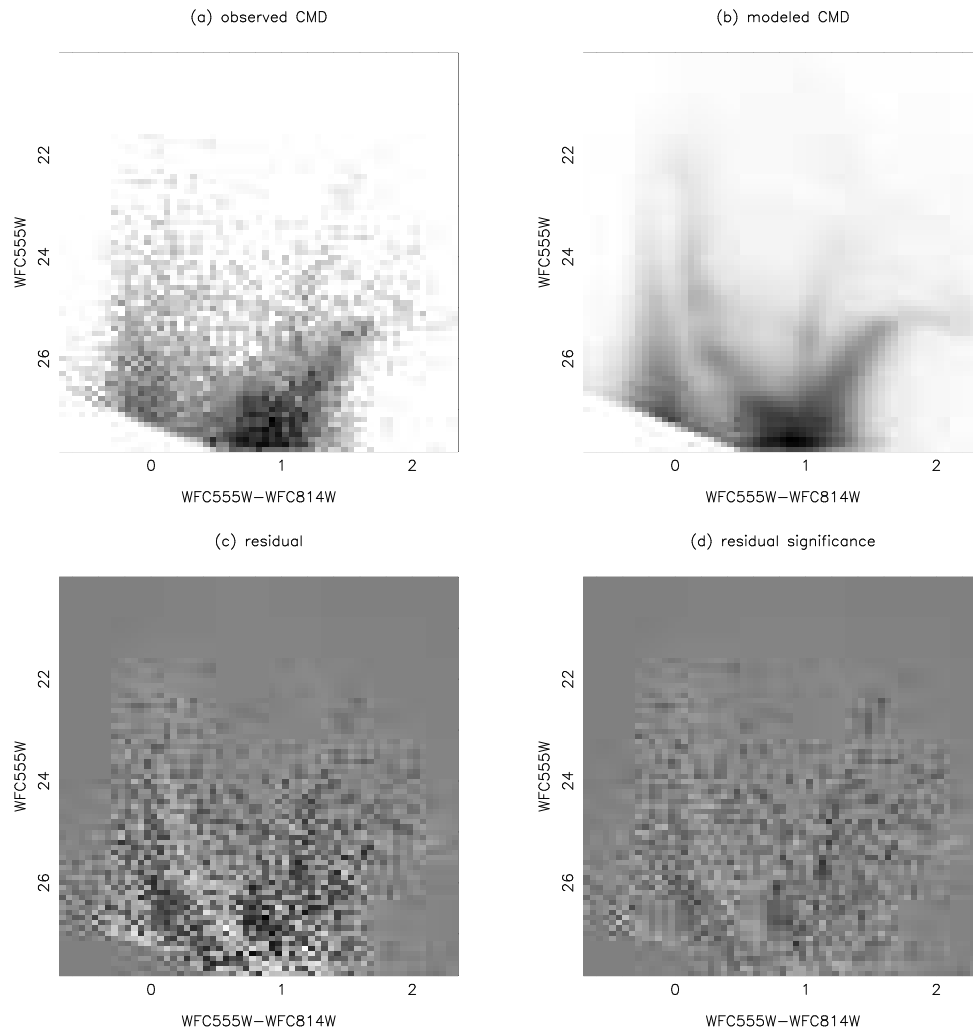 (a) observed CMD
(b) modeled CMD
22
24
26
WFC555W
0 1 2
WFC555W-WFC814W
22
24
26
WFC555W
0 1 2
WFC555W-WFC814W
(c) residual
(d) residual significance
22
24
26
WFC555W
0 1 2
WFC555W-WFC814W
22
24
26
WFC555W
0 1 2
WFC555W-WFC814W